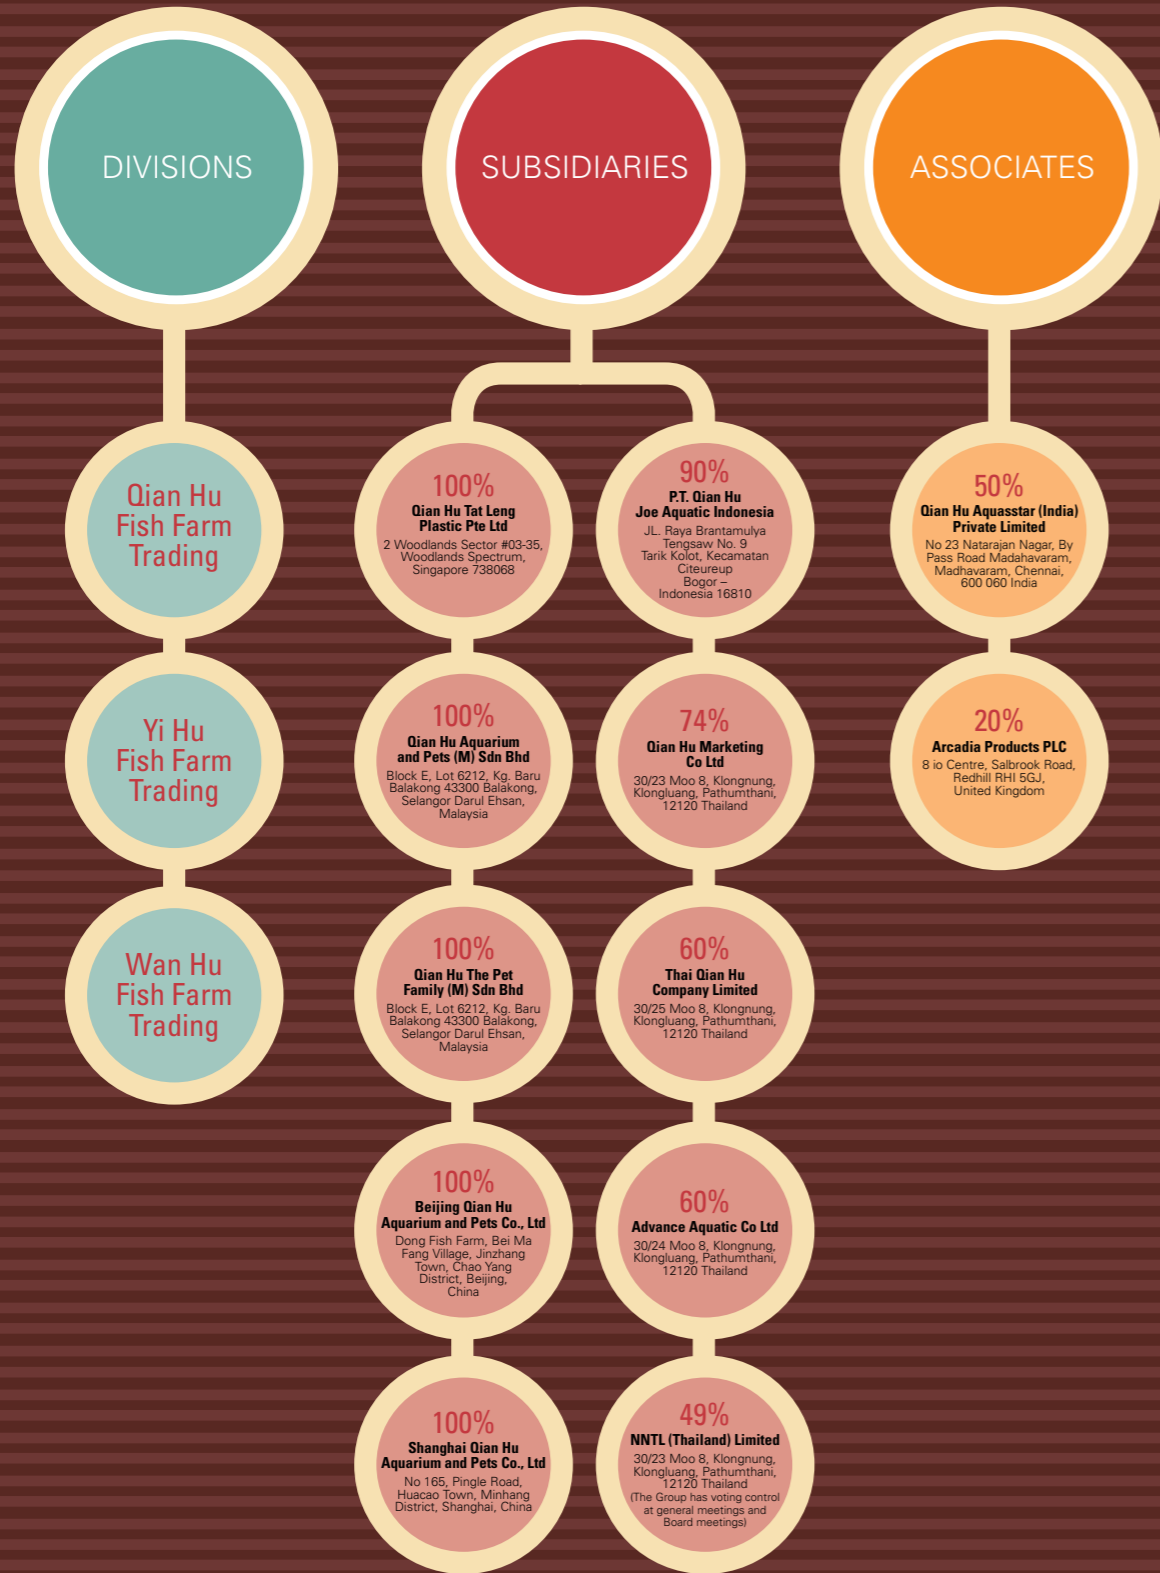 DIVISIONS
Qian Hu
Fish Farm
Trading
Yi Hu
Fish Farm
Trading
Wan Hu
Fish Farm
Trading
SUBSIDIARIES
100%
Qian Hu Tat Leng
Plastic Pte Ltd
2 Woodlands Sector #03-35,
Woodlands Spectrum,
Singapore 738068
100%
Qian Hu Aquarium
and Pets (M) Sdn Bhd
Block E, Lot 6212, Kg. Baru
Balakong 43300 Balakong,
Selangor Darul Ehsan,
Malaysia
100%
Qian Hu The Pet
Family (M) Sdn Bhd
Block E, Lot 6212, Kg. Baru
Balakong 43300 Balakong,
Selangor Darul Ehsan,
Malaysia
100%
Beijing Qian Hu
Aquarium and Pets Co., Ltd
Dong Fish Farm, Bei Ma
Fang Village, Jinzhang
Town, Chao Yang
District, Beijing,
China
100%
Shanghai Qian Hu
Aquarium and Pets Co., Ltd
No 165, Pingle Road,
Huacao Town, Minhang
District, Shanghai, China
90%
P.T. Qian Hu
Joe Aquatic Indonesia
JL. Raya Brantamulya
Tengsaw No. 9
Tarik Kolot, Kecamatan
Citeureup
Bogor –
Indonesia 16810
74%
Qian Hu Marketing
Co Ltd
30/23 Moo 8, Klongnung,
Klongluang, Pathumthani,
12120 Thailand
60%
Thai Qian Hu
Company Limited
30/25 Moo 8, Klongnung,
Klongluang, Pathumthani,
12120 Thailand
60%
Advance Aquatic Co Ltd
30/24 Moo 8, Klongnung,
Klongluang, Pathumthani,
12120 Thailand
49%
NNTL (Thailand) Limited
30/23 Moo 8, Klongnung,
Klongluang, Pathumthani,
12120 Thailand
(The Group has voting control
at general meetings and
Board meetings)
ASSOCIATES
50%
Qian Hu Aquasstar (India)
Private Limited
No 23 Natarajan Nagar, By
Pass Road Madahavaram,
Madhavaram, Chennai,
600 060 India
20%
Arcadia Products PLC
8 io Centre, Salbrook Road,
Redhill RHI 5GJ,
United Kingdom